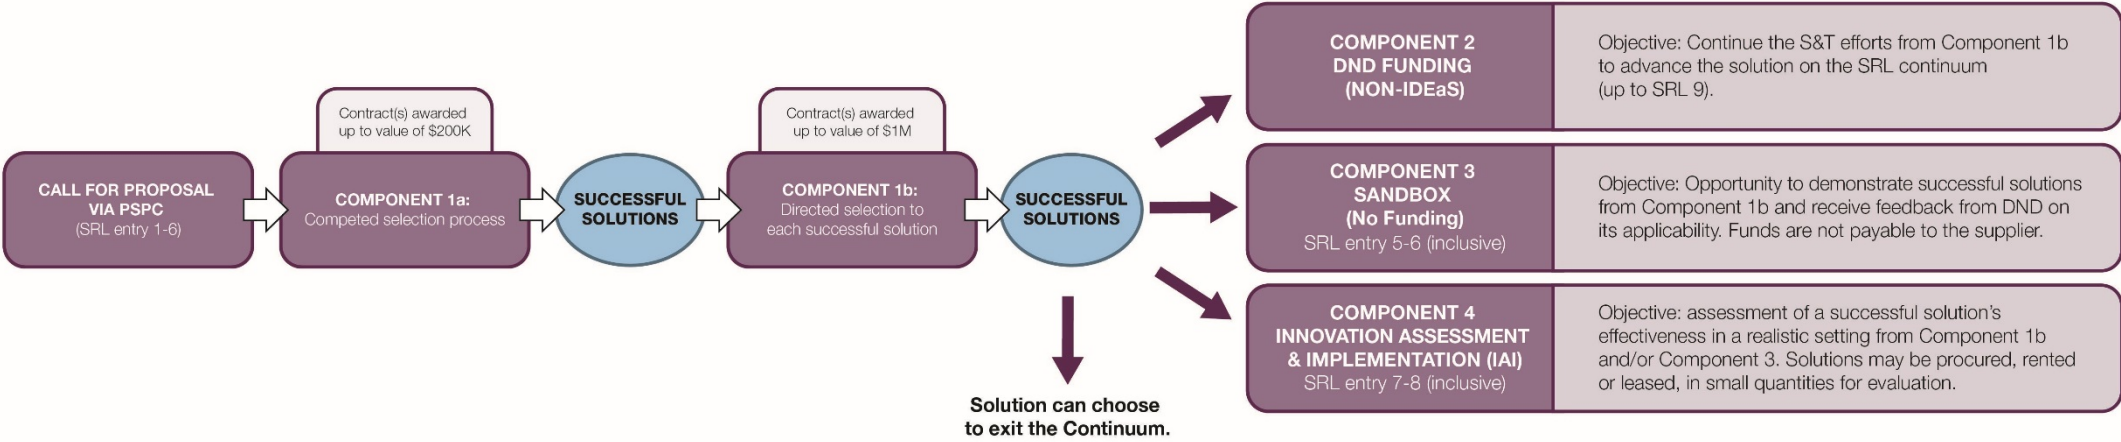 CALL FOR PROPOSAL
VIA PSPC
(SRL entry 1-6)
Contract(s) awarded
up to value of $200K
COMPONENT 1a:
Competed selection process
SUCCESSFUL
SOLUTIONS
Contract(s) awarded
up to value of $1M
COMPONENT 1b:
Directed selection to
each successful solution
SUCCESSFUL
SOLUTIONS
Solution can choose
to exit the Continuum.
COMPONENT 2
DND FUNDING
(NON-IDEaS)
Objective: Continue the S&T efforts from Component 1b
to advance the solution on the SRL continuum
(up to SRL 9).
COMPONENT 3
SANDBOX
(No Funding)
SRL entry 5-6 (inclusive)
Objective: Opportunity to demonstrate successful solutions
from Component 1b and receive feedback from DND on
its applicability. Funds are not payable to the supplier.
COMPONENT 4
INNOVATION ASSESSMENT
& IMPLEMENTATION (IAI)
SRL entry 7-8 (inclusive)
Objective: assessment of a successful solution's
effectiveness in a realistic setting from Component 1b
and/or Component 3. Solutions may be procured, rented
or leased, in small quantities for evaluation.